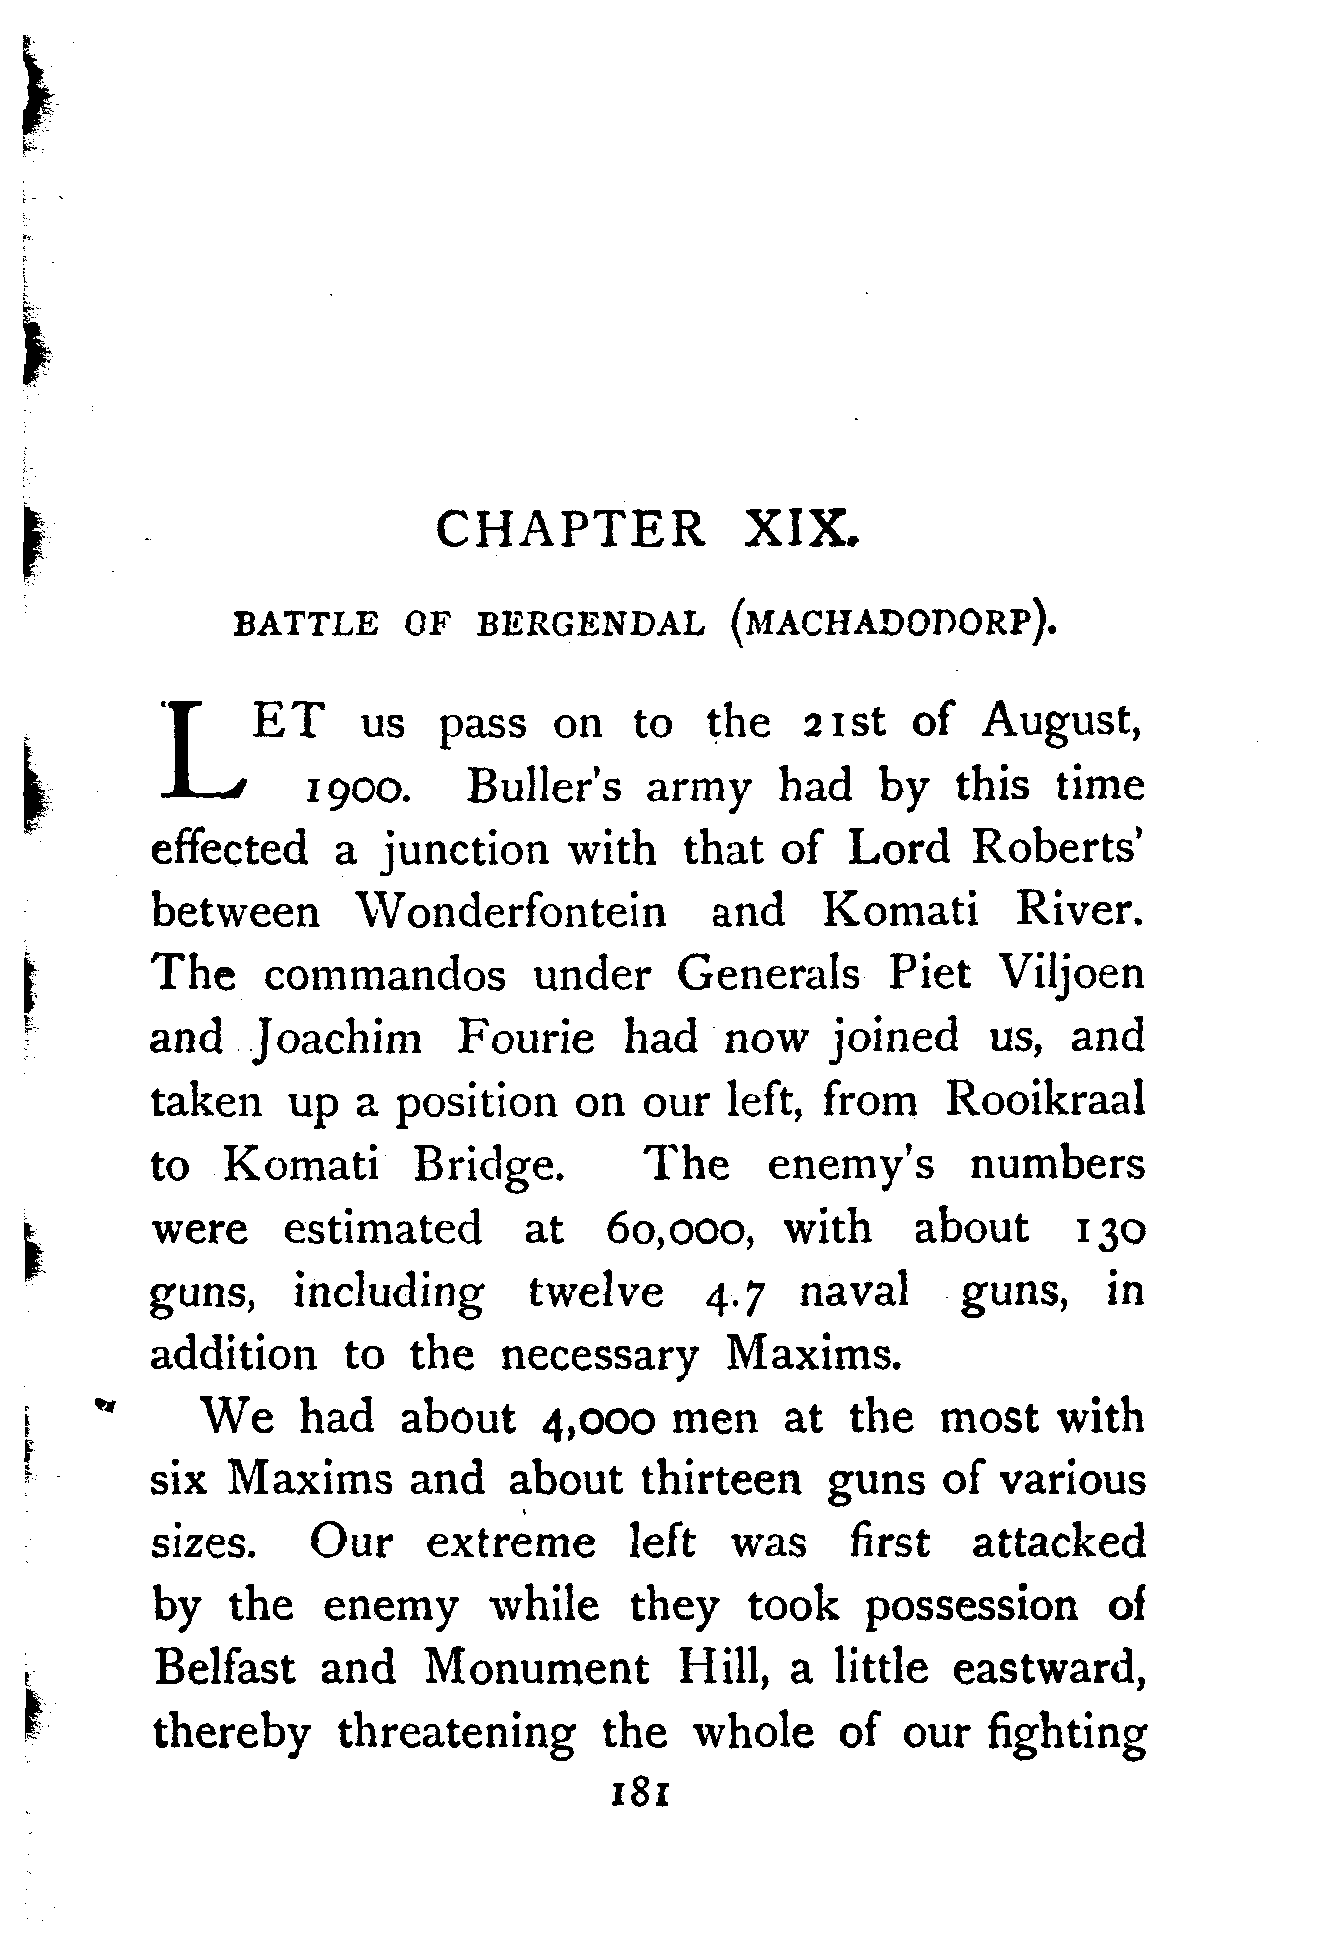 CHAPTER XIX.
BATTLE OF BERGENDAL (MACHADODORP).
LET us pass on to the 21st of August,
1900. Buller's army had by this time
effected a junction with that of Lord Roberts'
between Wonderfontein and Komati River.
The commandos under Generals Piet Viljoen
and Joachim Fourie had now joined us, and
taken up a position on our left, from Rooikraal
to Komati Bridge. The enemy's numbers
were estimated at 60,000, with about 130
guns, including twelve 4.7 naval guns, in
addition to the necessary Maxims.
We had about 4,000 men at the most with
six Maxims and about thirteen guns of various
sizes. Our extreme left was first attacked
by the enemy while they took possession of
Belfast and Monument Hill, a little eastward,
thereby threatening the whole of our fighting
181